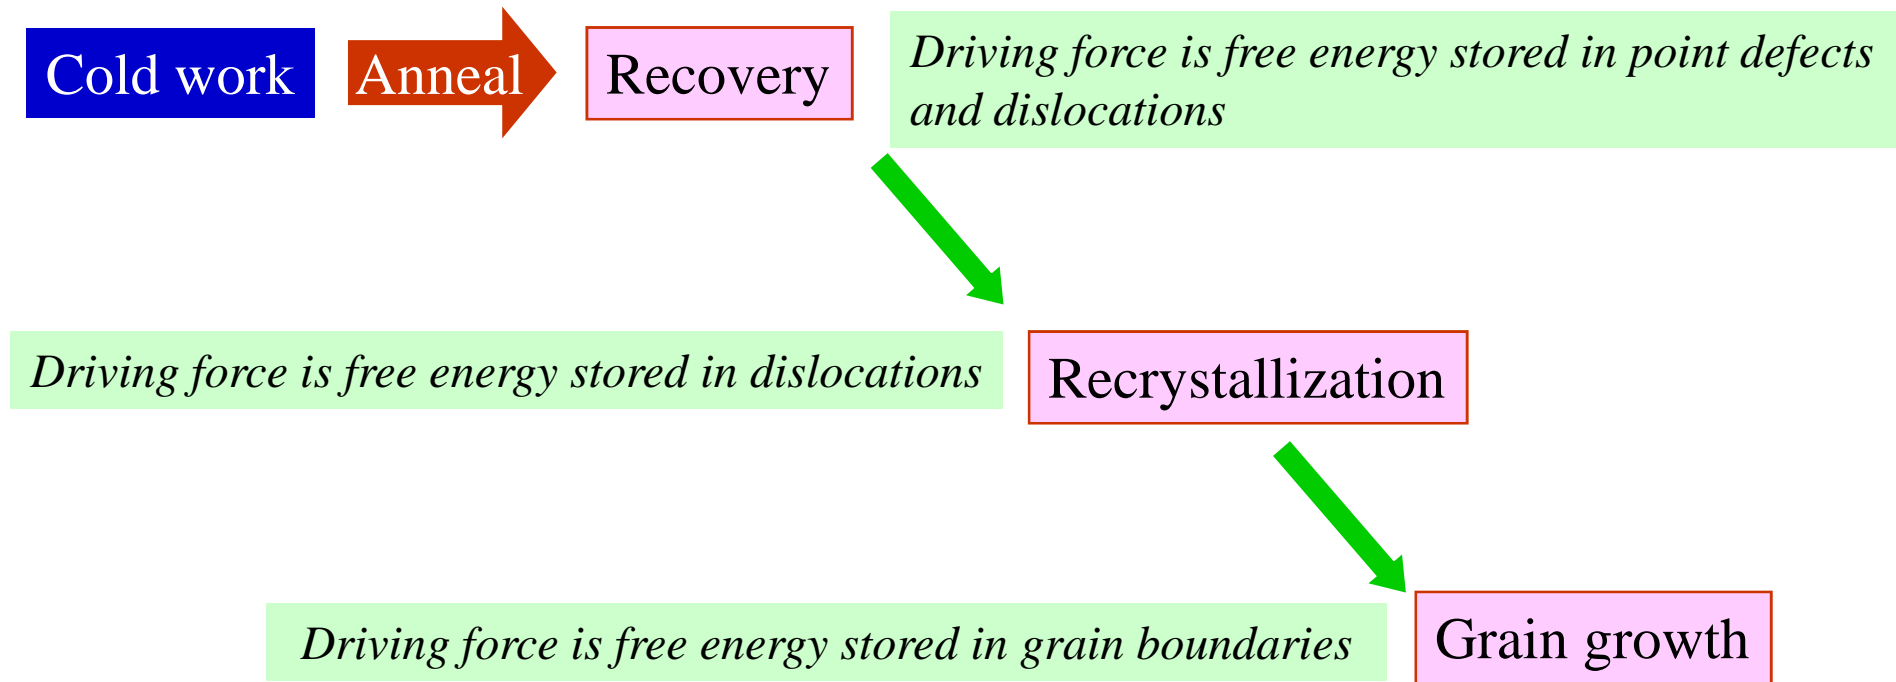 Cold work
Anneal
Recovery
Driving force is free energy stored in point defects
and dislocations
Driving force is free energy stored in dislocations
Recrystallization
Driving force is free energy stored in grain boundaries
Grain growth